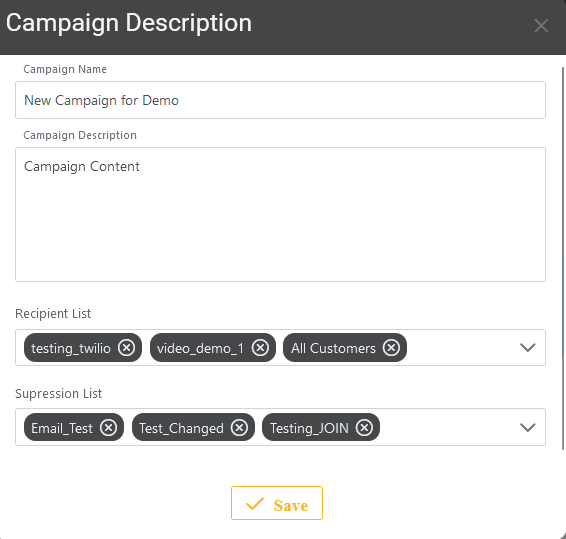 Campaign Description
Campaign Name
New Campaign for Demo
Campaign Description
Campaign Content
Recipient List
testing_twilio video_demo_1 All Customers
Supression List
Email_Test Test_Changed Testing_JOIN
Save